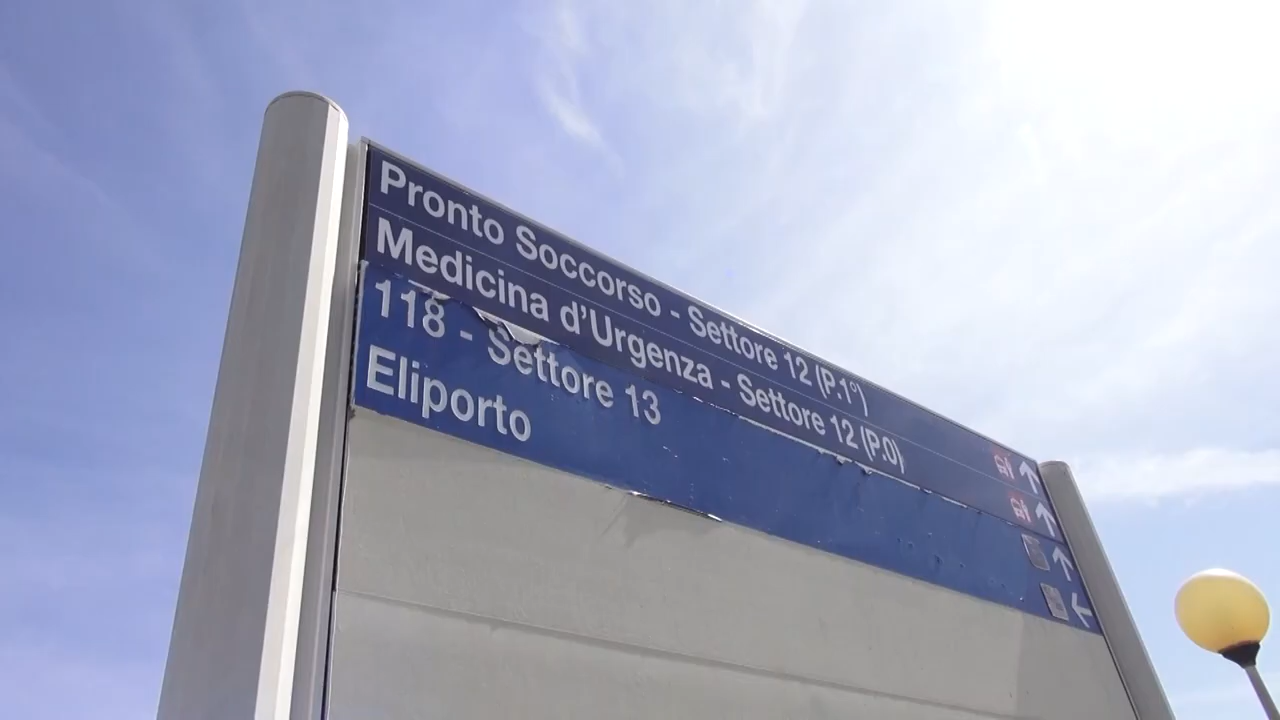 Pronto Soccorso - Settore 12 (P.1°)
Medicina d'Urgenza - Settore 12 (P.0)
118 - Settore 13
Eliporto